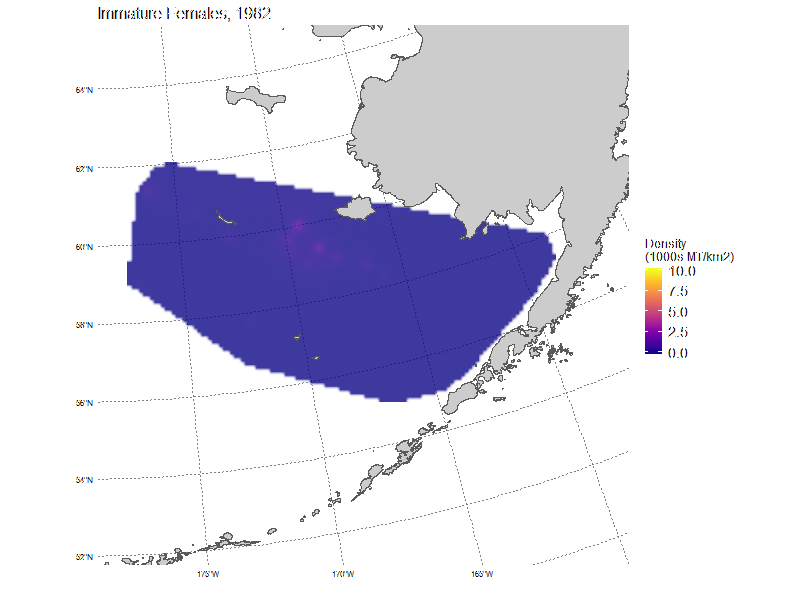 Immature Females, 1982
64°N
62°N
60°N
58°N
56°N
54°N
52°N
175°W
170°W
165°W
Density
(1000s MT/km2)
10.0
7.5
5.0
2.5
0.0